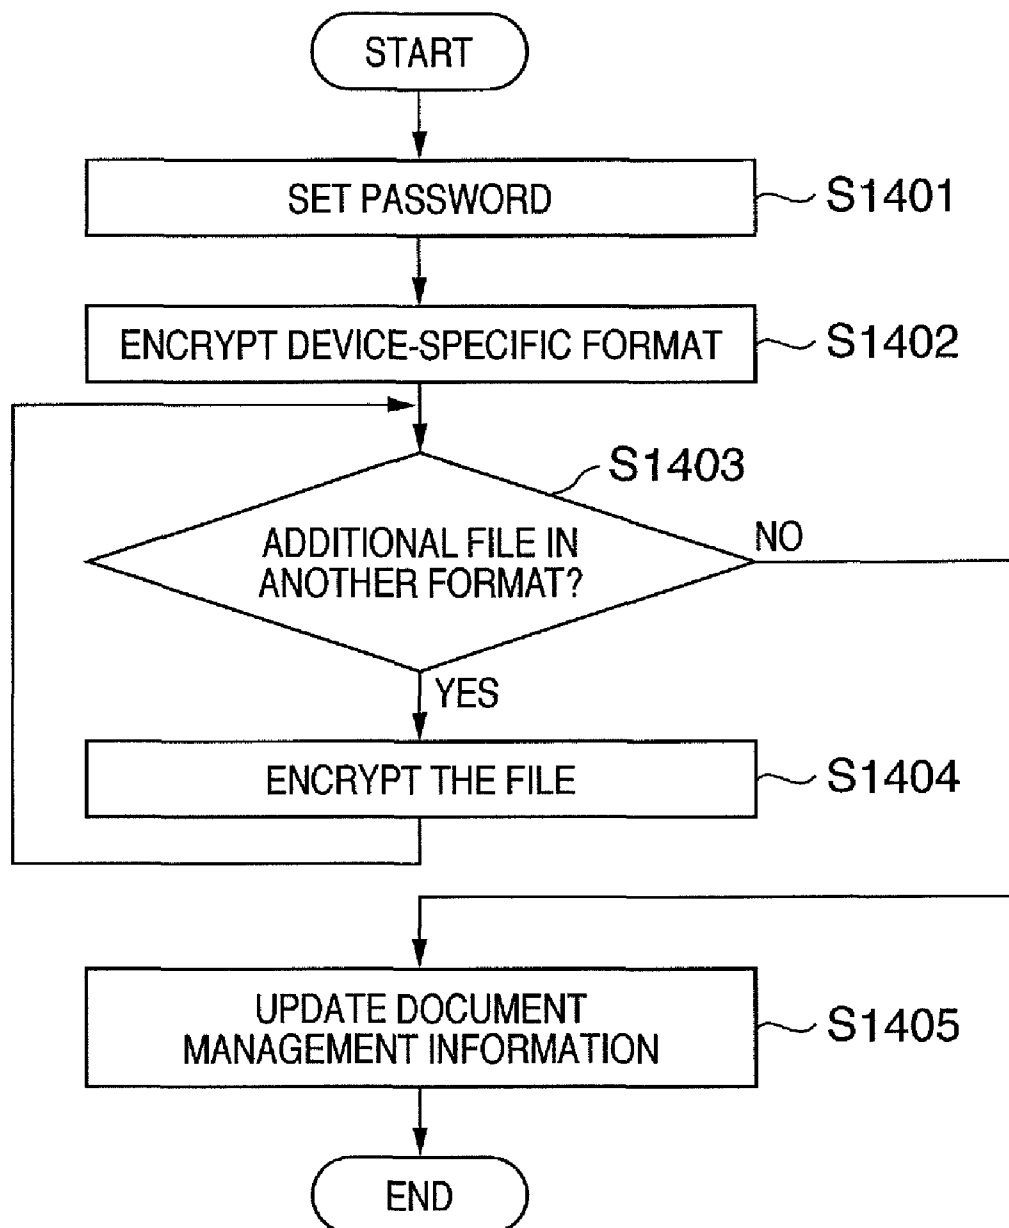 START
SET PASSWORD
S1401
ENCRYPT DEVICE-SPECIFIC FORMAT
S1402
S1403
ADDITIONAL FILE IN
ANOTHER FORMAT?
NO
YES
ENCRYPT THE FILE
S1404
UPDATE DOCUMENT
MANAGEMENT INFORMATION
S1405
END